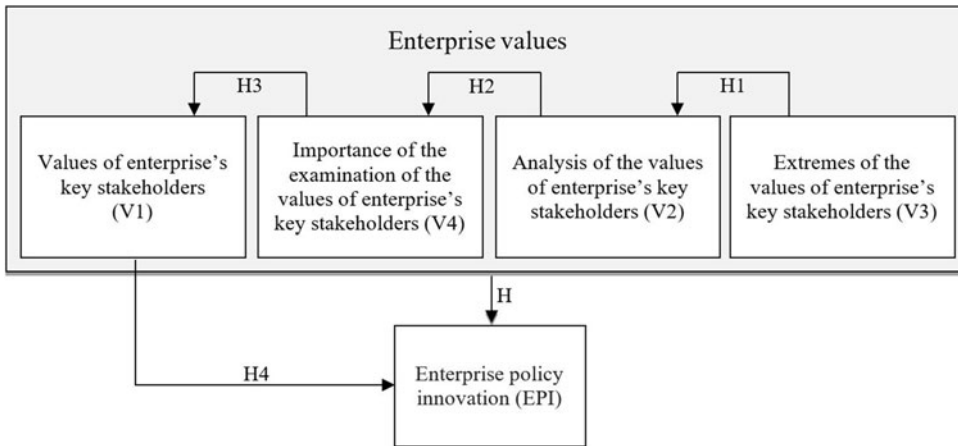 Enterprise values
H3
H2
H1
Values of enterprise's
key stakeholders
(V1)
Importance of the
examination of the
values of enterprise's
key stakeholders (V4)
Analysis of the values
of enterprise's key
stakeholders (V2)
Extremes of the
values of enterprise's
key stakeholders (V3)
H
H4
Enterprise policy
innovation (EPI)